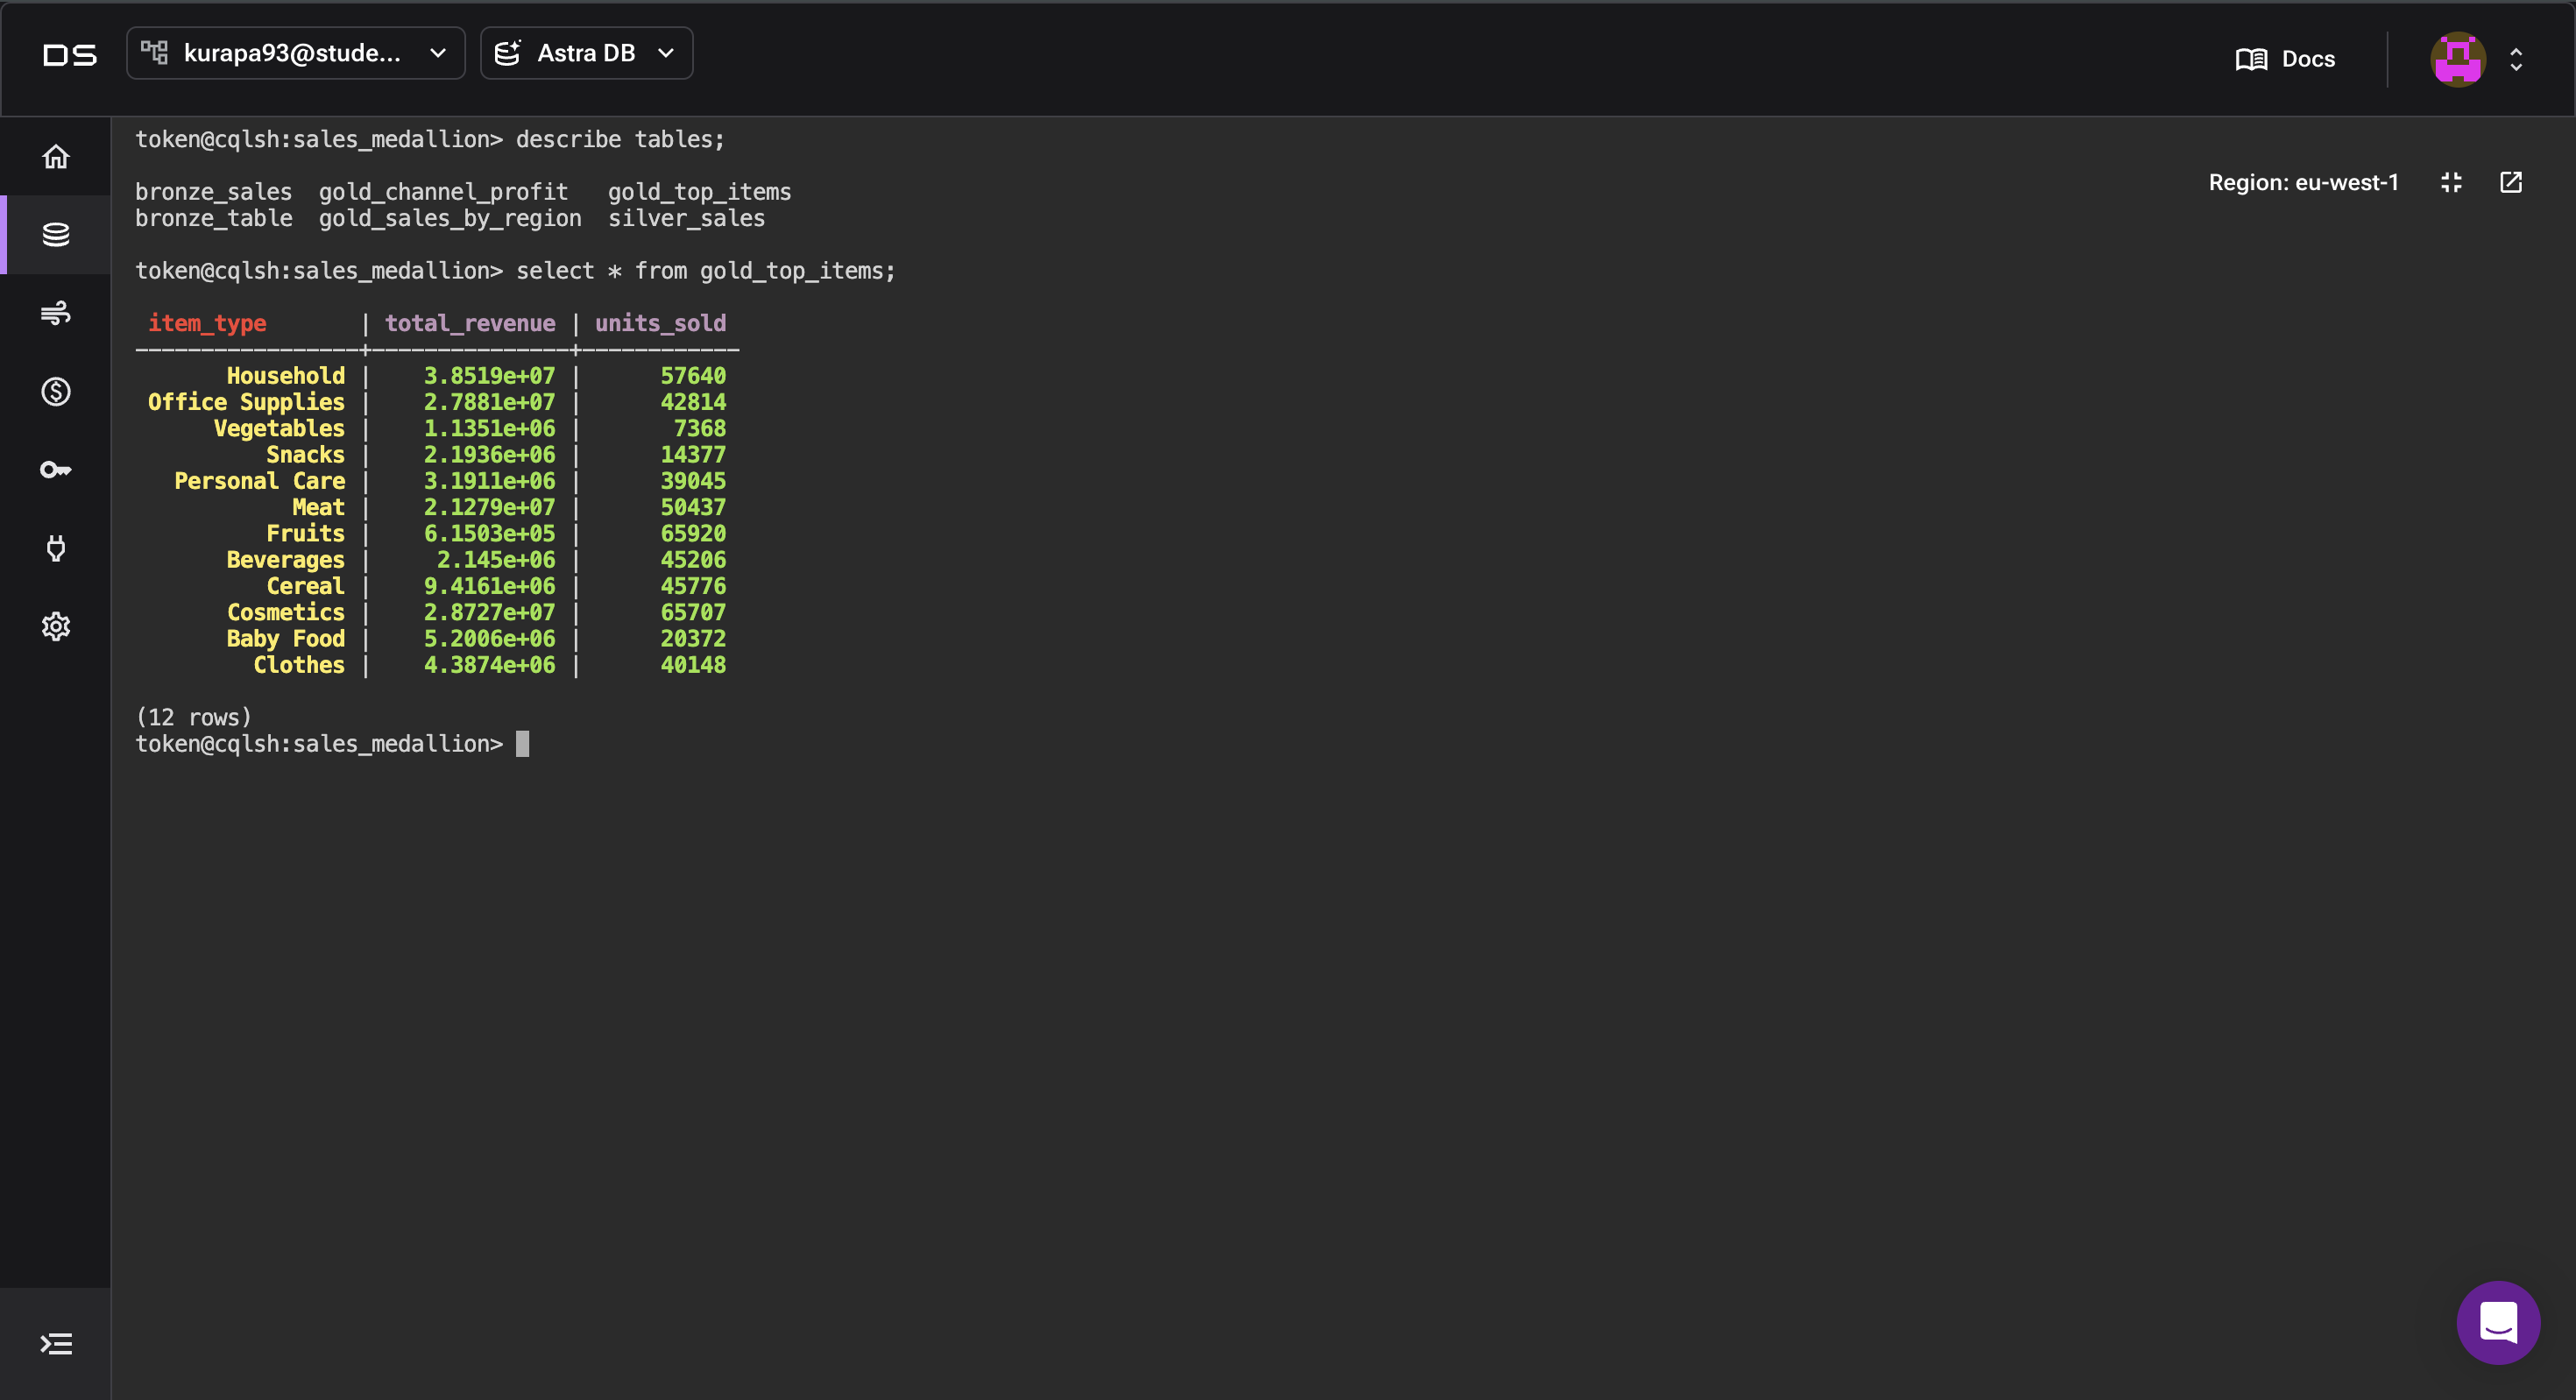 DS kurapa93@stude... Astra DB Docs
token@cqlsh:sales_medallion> describe tables;
Region: eu-west-1
bronze_sales  gold_channel_profit   gold_top_items
bronze_table  gold_sales_by_region  silver_sales
token@cqlsh:sales_medallion> select * from gold_top_items;
item_type | total_revenue | units_sold
-----------------+---------------+------------
Household | 3.8519e+07 | 57640
Office Supplies | 2.7881e+07 | 42814
Vegetables | 1.1351e+06 | 7368
Snacks | 2.1936e+06 | 14377
Personal Care | 3.1911e+06 | 39045
Meat | 2.1279e+07 | 50437
Fruits | 6.1503e+05 | 65920
Beverages | 2.145e+06 | 45206
Cereal | 9.4161e+06 | 45776
Cosmetics | 2.8727e+07 | 65707
Baby Food | 5.2006e+06 | 20372
Clothes | 4.3874e+06 | 40148
(12 rows)
token@cqlsh:sales_medallion>